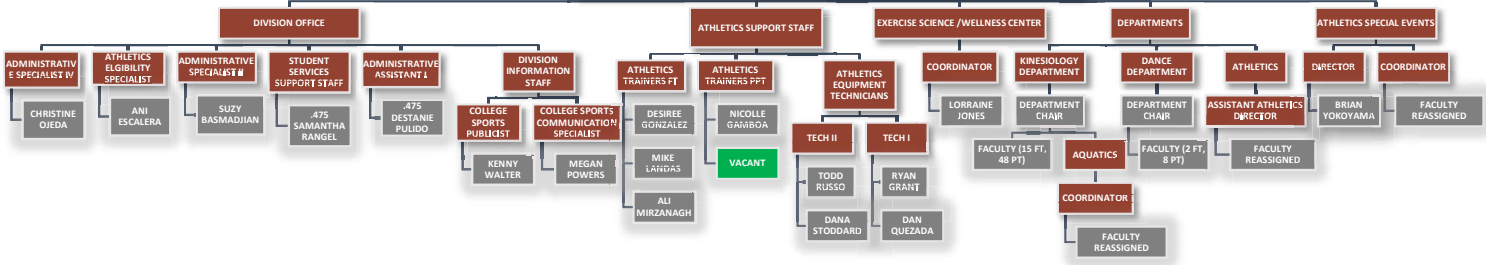 DIVISION OFFICE
ATHLETICS SUPPORT STAFF
EXERCISE SCIENCE /WELLNESS CENTER
DEPARTMENTS
ATHLETICS SPECIAL EVENTS
ADMINISTRATIV
E SPECIALIST IV
ATHLETICS
ELGIBILITY
SPECIALIST
ADMINISTRATIVE
SPECIALIST II
STUDENT
SERVICES
SUPPORT STAFF
ADMINISTRATIVE
ASSISTANT I
DIVISION
INFORMATION
STAFF
ATHLETICS
TRAINERS FT
ATHLETICS
TRAINERS PPT
ATHLETICS
EQUIPMENT
TECHNICIANS
COORDINATOR
KINESIOLOGY
DEPARTMENT
DANCE
DEPARTMENT
ATHLETICS
DIRECTOR
COORDINATOR
CHRISTINE
OJEDA
ANI
ESCALERA
SUZY
BASMADJIAN
.475
SAMANTHA
RANGEL
.475
DESTANIE
PULIDO
COLLEGE
SPORTS
PUBLICIST
COLLEGE SPORTS
COMMUNICATION
SPECIALIST
DESIREE
GONZALEZ
NICOLLE
GAMBOA
LORRAINE
JONES
DEPARTMENT
CHAIR
DEPARTMENT
CHAIR
ASSISTANT ATHLETICS
DIRECTOR
BRIAN
YOKOYAMA
FACULTY
REASSIGNED
KENNY
WALTER
MEGAN
POWERS
MIKE
LANDAS
VACANT
TECH II
TECH I
FACULTY (15 FT,
48 PT)
AQUATICS
FACULTY (2 FT,
8 PT)
FACULTY
REASSIGNED
ALI
MIRZANAGH
TODD
RUSSO
RYAN
GRANT
COORDINATOR
DANA
STODDARD
DAN
QUEZADA
FACULTY
REASSIGNED